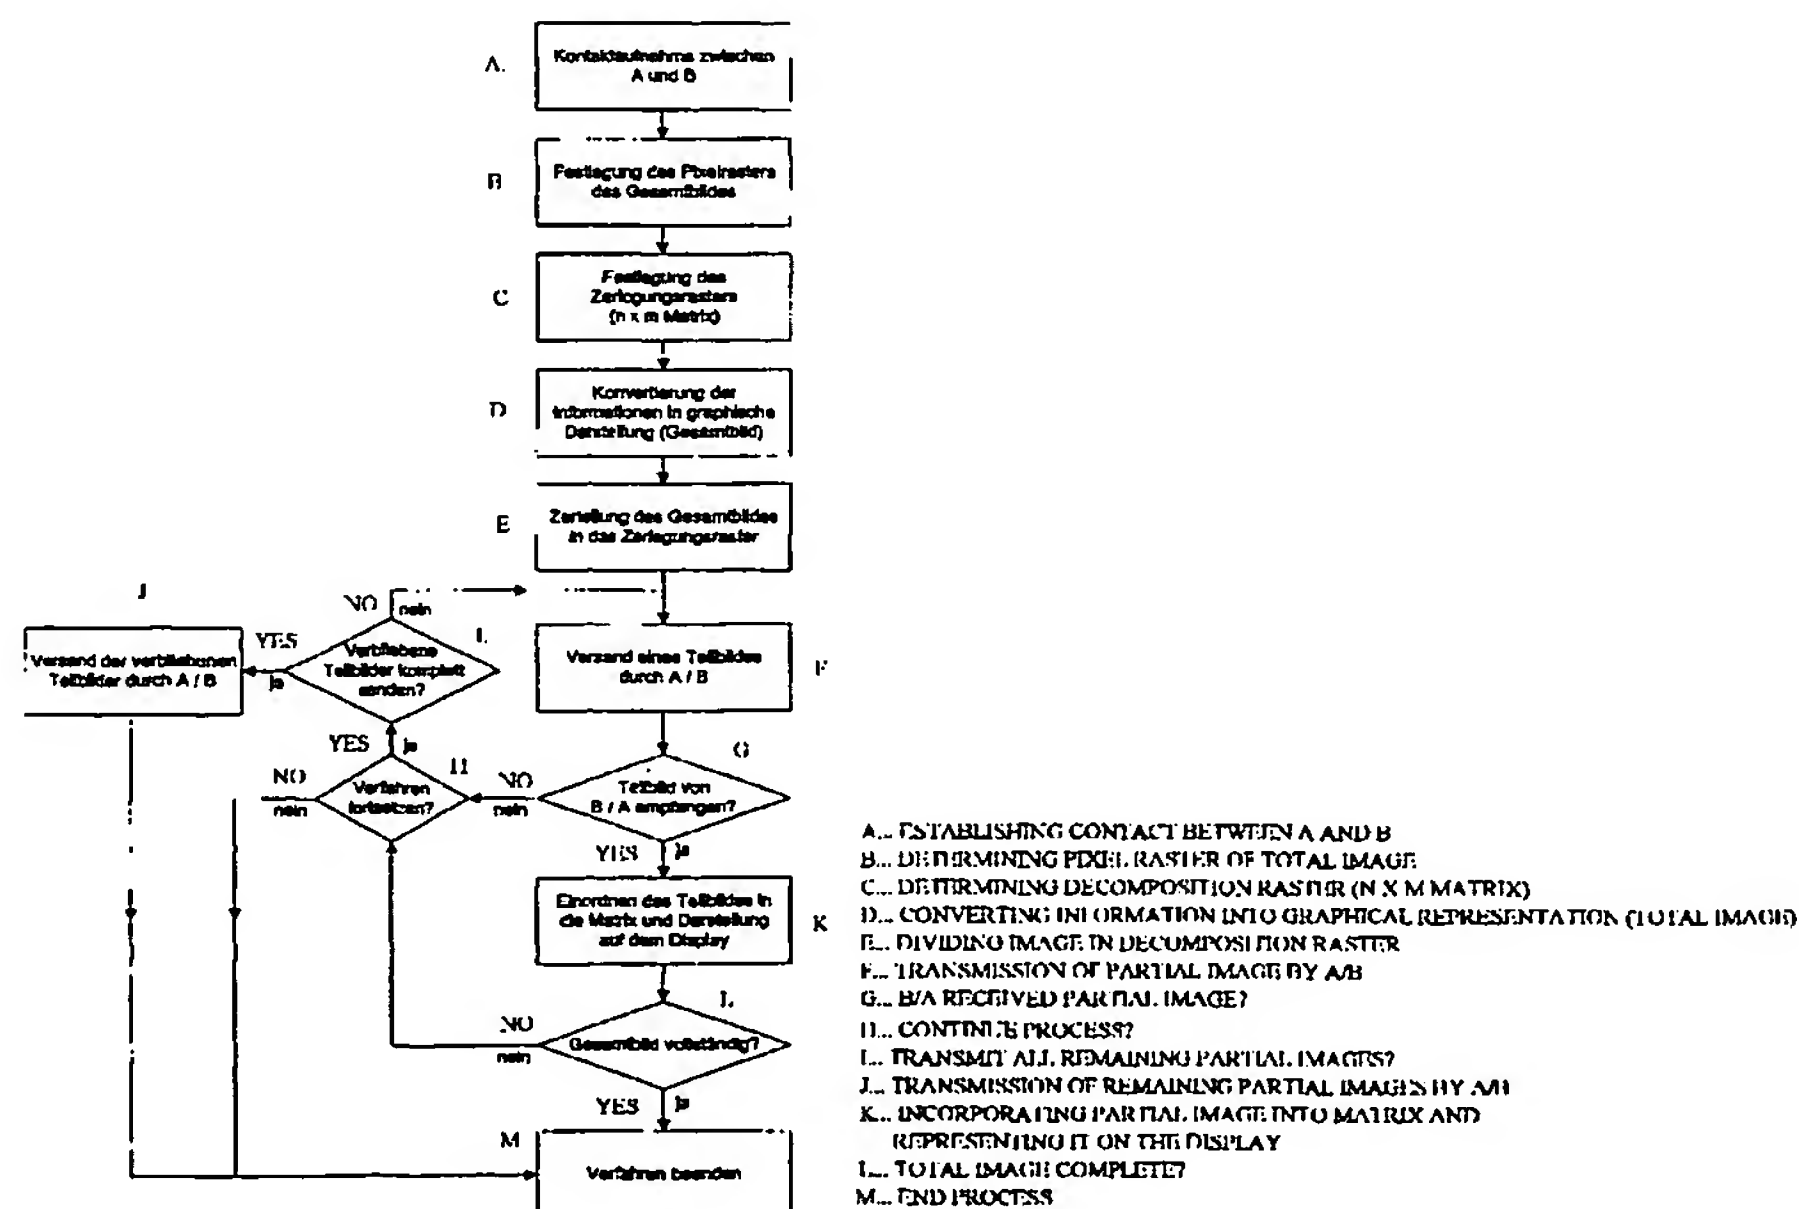 A.
Kontaktaufnahme zwischen
A und B
B
Festlegung des Pixelrasters
des Gesamtbildes
C
Festlegung des
Zerlegungsrasters
(n x m Matrix)
D
Konvertierung der
Informationen in graphische
Darstellung (Gesamtbild)
E
Zerteilung des Gesamtbildes
in das Zerlegungsraster
J
NO
nein
YES
I.
Versand der verbliebenen
Teilbilder durch A / B
ja
Verbliebene
Teilbilder komplett
senden?
Versand eines Teilbildes
durch A / B
F
YES
ja
G
NO
nein
Verfahren
fortsetzen?
H
NO
nein
Teilbild von
B / A empfangen?
YES
ja
Einordnen des Teilbildes in
die Matrix und Darstellung
auf dem Display
K
L
NO
nein
Gesamtbild vollständig?
YES
ja
M
Verfahren beenden
A... ESTABLISHING CONTACT BETWEEN A AND B
B... DETERMINING PIXEL RASTER OF TOTAL IMAGE
C... DETERMINING DECOMPOSITION RASTER (N X M MATRIX)
D... CONVERTING INFORMATION INTO GRAPHICAL REPRESENTATION (TOTAL IMAGE)
E... DIVIDING IMAGE IN DECOMPOSITION RASTER
F... TRANSMISSION OF PARTIAL IMAGE BY A/B
G... B/A RECEIVED PARTIAL IMAGE?
H... CONTINUE PROCESS?
I... TRANSMIT ALL REMAINING PARTIAL IMAGES?
J... TRANSMISSION OF REMAINING PARTIAL IMAGES BY A/B
K... INCORPORATING PARTIAL IMAGE INTO MATRIX AND
REPRESENTING IT ON THE DISPLAY
L... TOTAL IMAGE COMPLETE?
M... END PROCESS